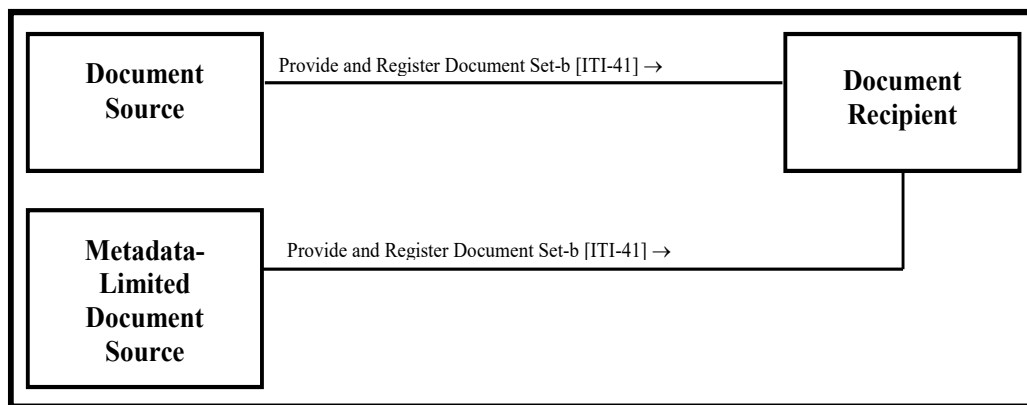 Document
Source
Provide and Register Document Set-b [ITI-41] →
Document
Recipient
Metadata-
Limited
Document
Source
Provide and Register Document Set-b [ITI-41] →